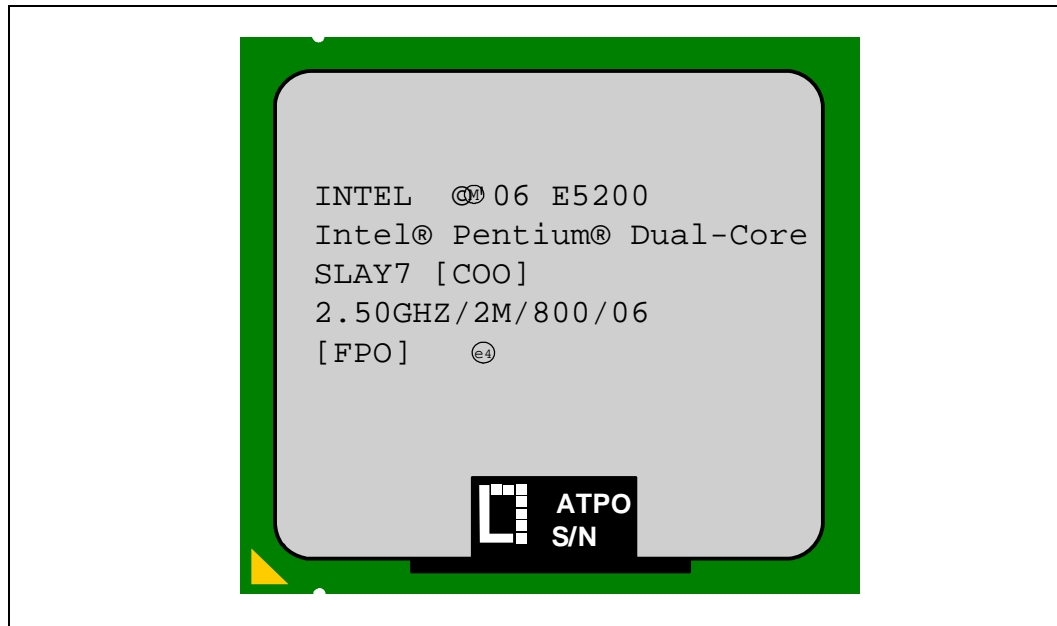 INTEL ©Ⓜ'06 E5200
Intel® Pentium® Dual-Core
SLAY7 [COO]
2.50GHZ/2M/800/06
[FPO] ⓔ4
ATPO
S/N